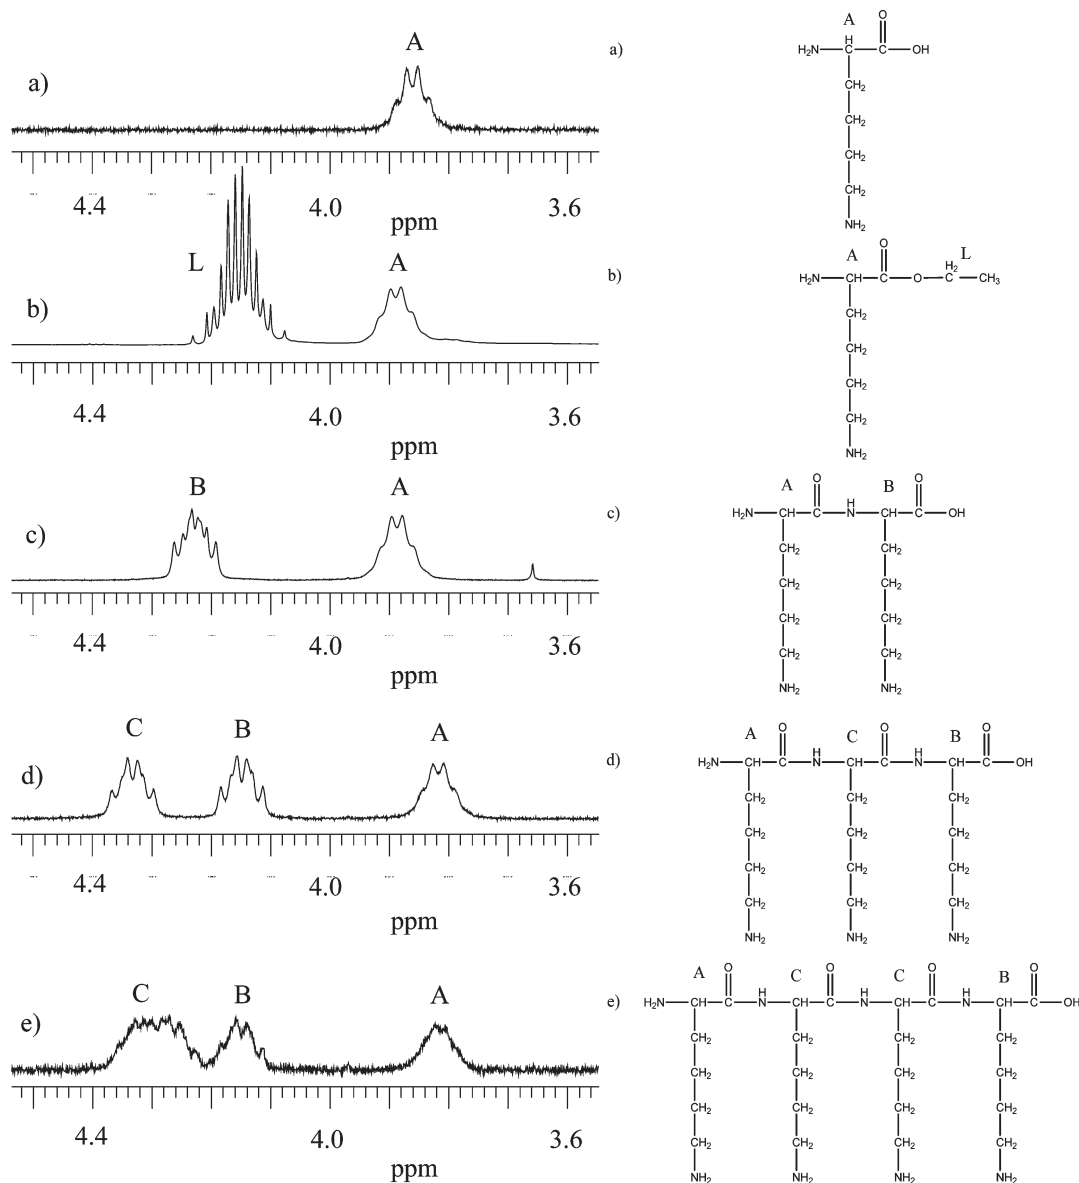 A
a)
4.4 4.0 3.6
ppm
L A
b)
4.4 4.0 3.6
ppm
B A
c)
4.4 4.0 3.6
ppm
C B A
d)
4.4 4.0 3.6
ppm
C B A
e)
4.4 4.0 3.6
ppm
a)
A O
H
H₂N C C OH
CH₂
CH₂
CH₂
CH₂
NH₂
b)
A O H₂ L
H₂N CH C O C CH₃
CH₂
CH₂
CH₂
CH₂
NH₂
c)
A O B O
H
H₂N CH C N CH C OH
CH₂ CH₂
CH₂ CH₂
CH₂ CH₂
CH₂ CH₂
NH₂ NH₂
d)
A O C O B O
H H
H₂N CH C N CH C N CH C OH
CH₂ CH₂ CH₂
CH₂ CH₂ CH₂
CH₂ CH₂ CH₂
CH₂ CH₂ CH₂
NH₂ NH₂ NH₂
e)
A O C O C O B O
H H H
H₂N CH C N CH C N CH C N CH C OH
CH₂ CH₂ CH₂ CH₂
CH₂ CH₂ CH₂ CH₂
CH₂ CH₂ CH₂ CH₂
CH₂ CH₂ CH₂ CH₂
NH₂ NH₂ NH₂ NH₂